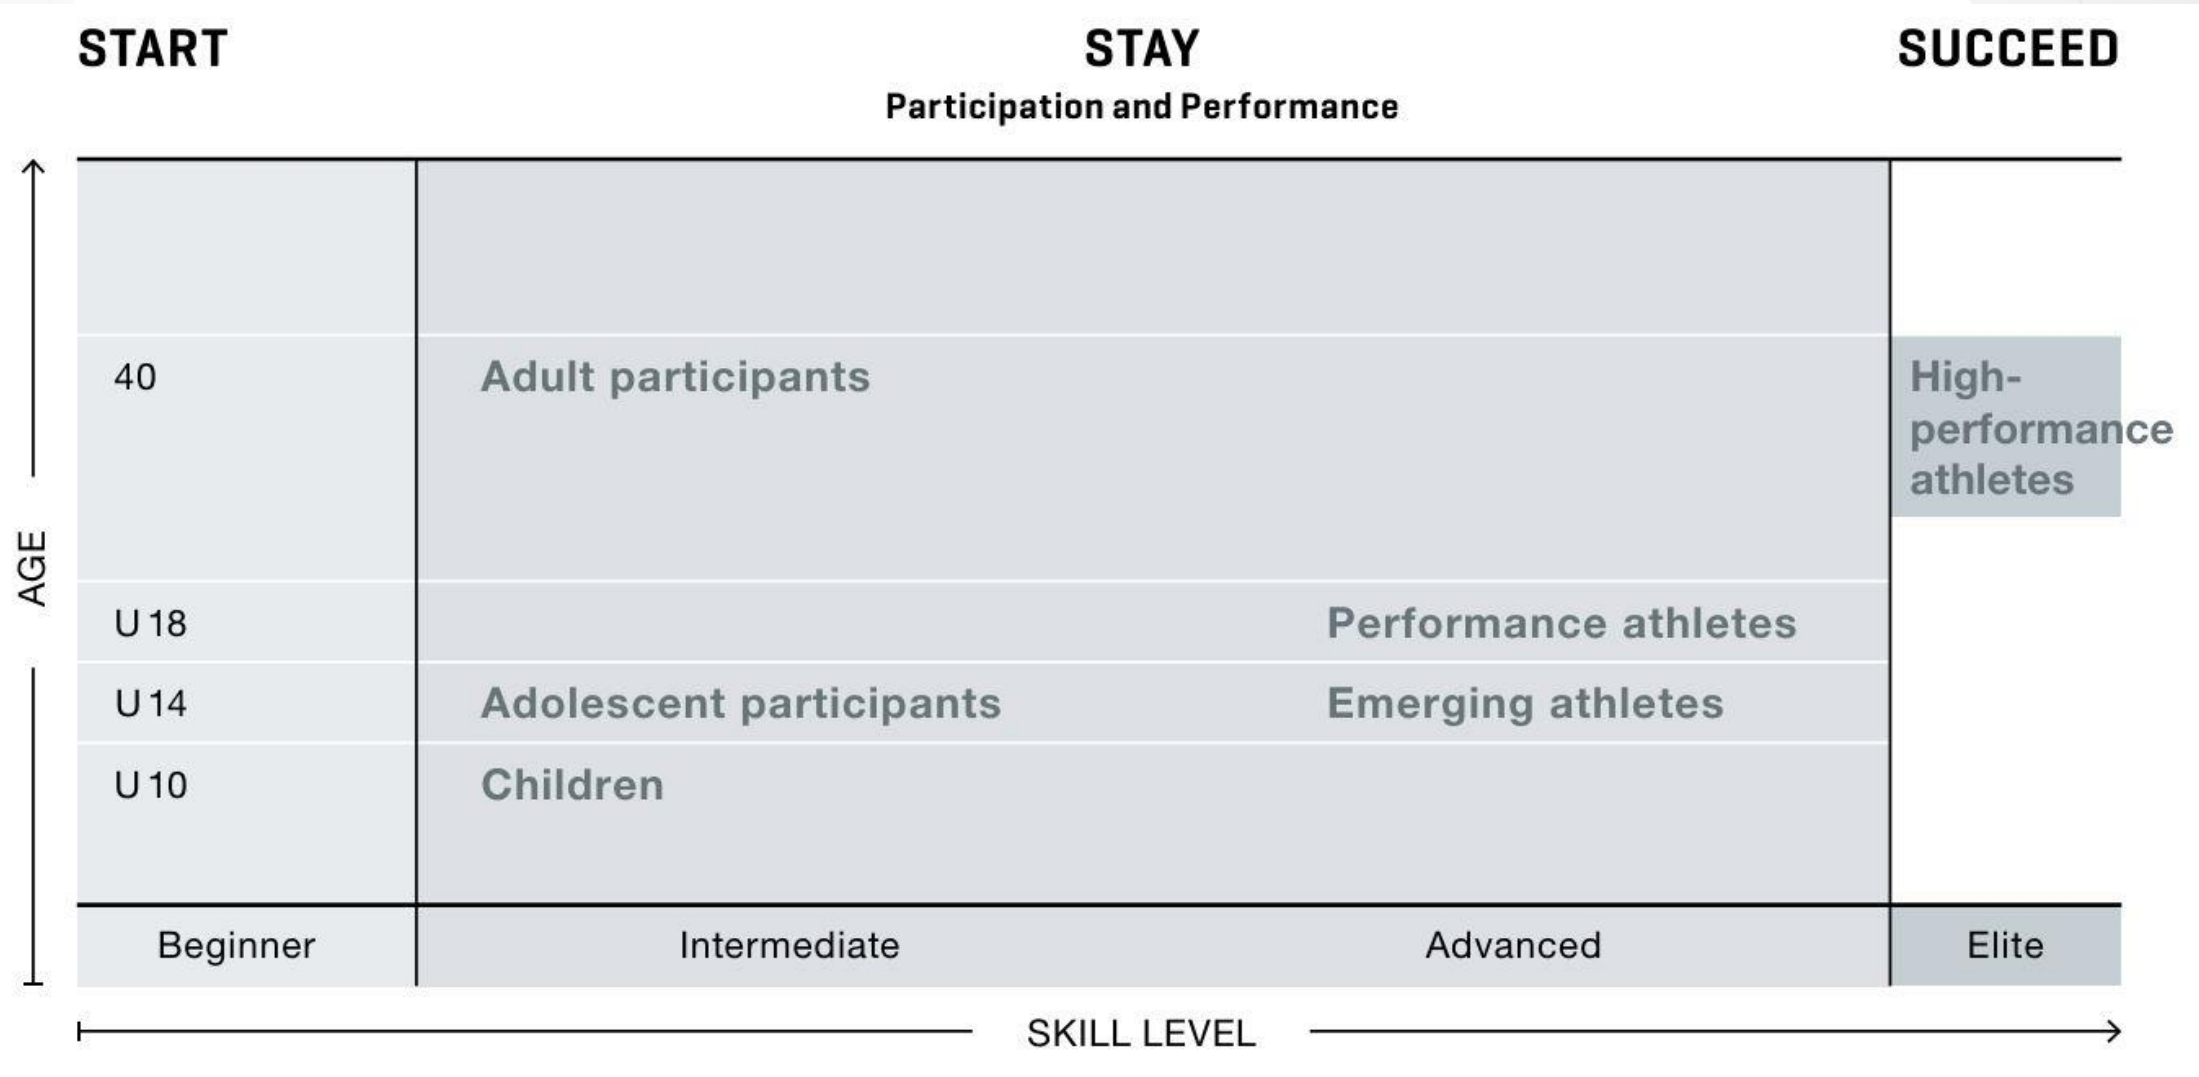 START
STAY
SUCCEED
Participation and Performance
40
Adult participants
High-
performance
athletes
AGE
U 18
Performance athletes
U 14
Adolescent participants
Emerging athletes
U 10
Children
Beginner
Intermediate
Advanced
Elite
SKILL LEVEL